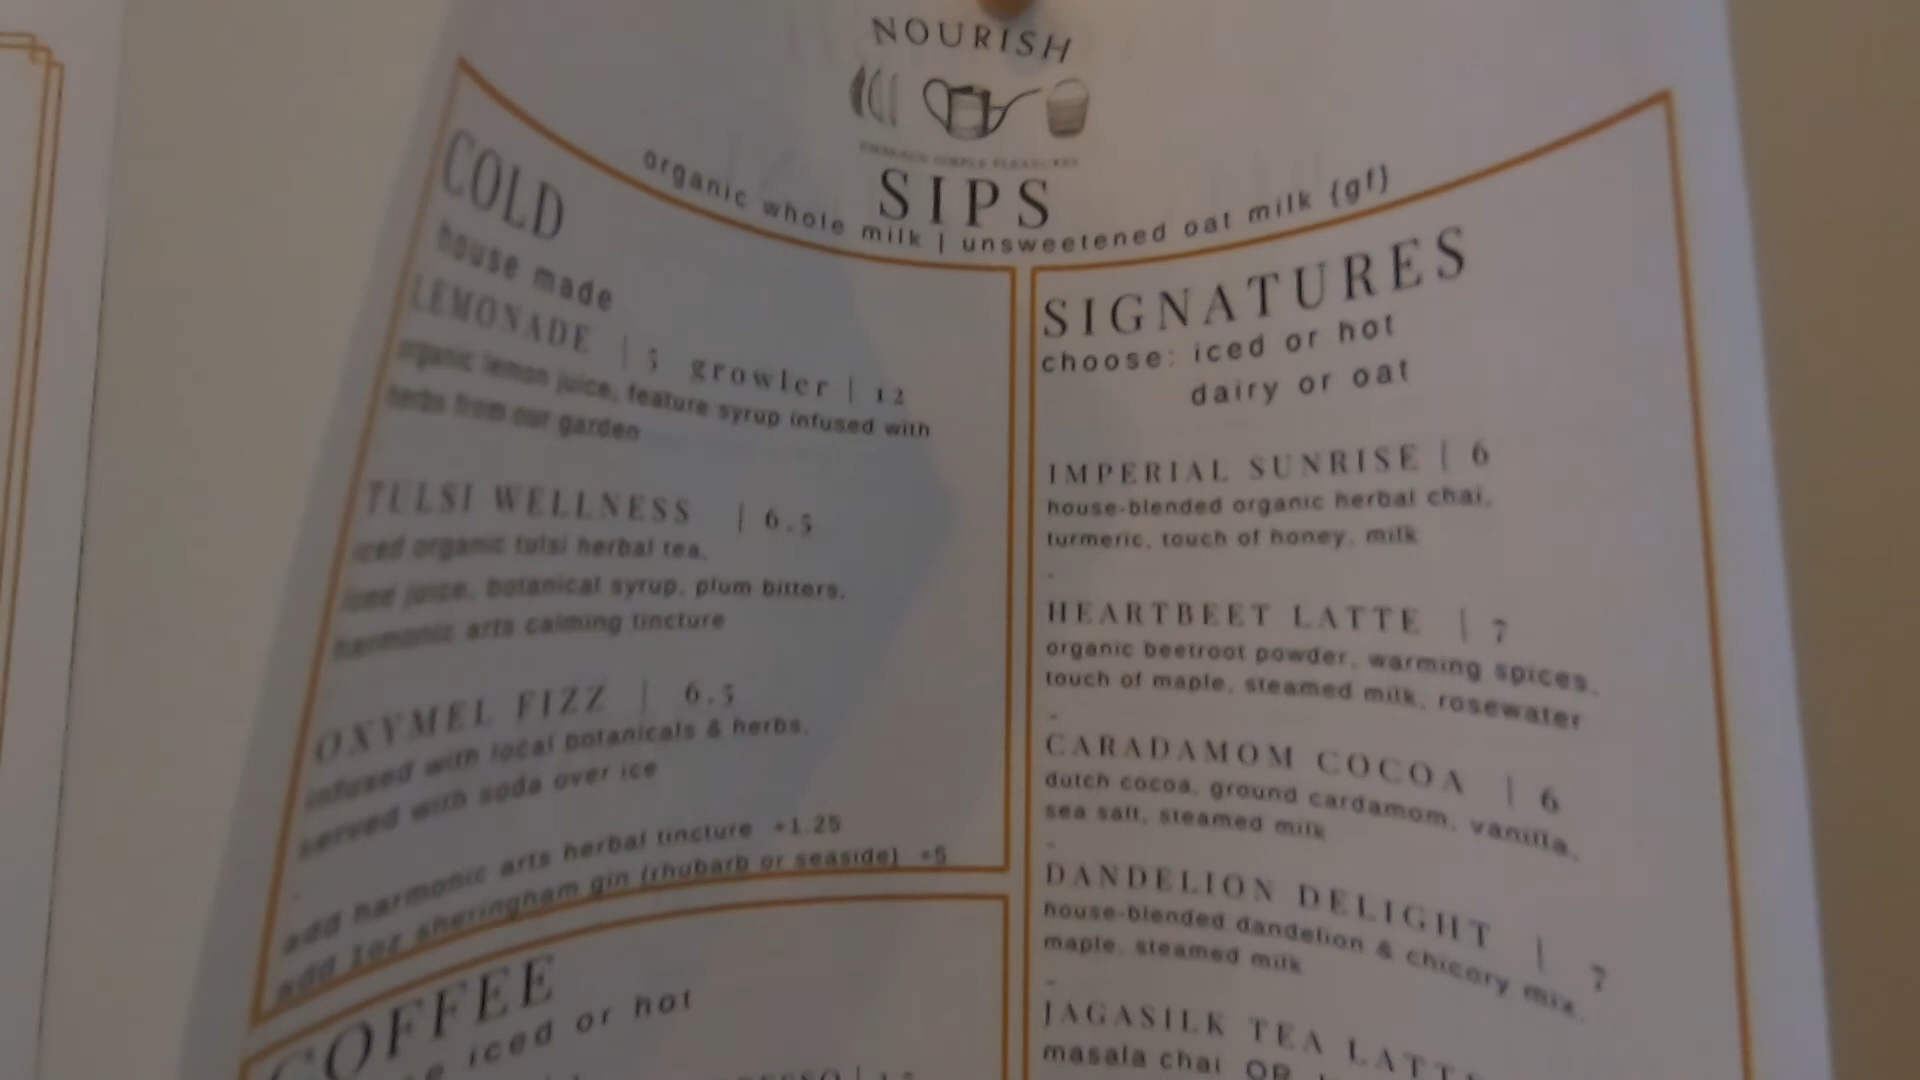 NOURISH
EMBRACE SIMPLE PLEASURES
SIPS
organic whole milk | unsweetened oat milk {gf}
COLD
house made
LEMONADE | 5 growler | 12
organic lemon juice, feature syrup infused with
herbs from our garden
TULSI WELLNESS | 6.5
iced organic tulsi herbal tea,
juice, botanical syrup, plum bitters,
harmonic arts calming tincture
OXYMEL FIZZ | 6.5
infused with local botanicals & herbs,
served with soda over ice
-
add harmonic arts herbal tincture +1.25
add 1oz sheringham gin {rhubarb or seaside} +5
COFFEE
iced or hot
SIGNATURES
choose: iced or hot
dairy or oat
IMPERIAL SUNRISE | 6
house-blended organic herbal chai,
turmeric, touch of honey, milk
-
HEARTBEET LATTE | 7
organic beetroot powder, warming spices,
touch of maple, steamed milk, rosewater
-
CARADAMOM COCOA | 6
dutch cocoa, ground cardamom, vanilla,
sea salt, steamed milk
-
DANDELION DELIGHT | 7
house-blended dandelion & chicory mix,
maple, steamed milk
-
JAGASILK TEA
masala chai OR